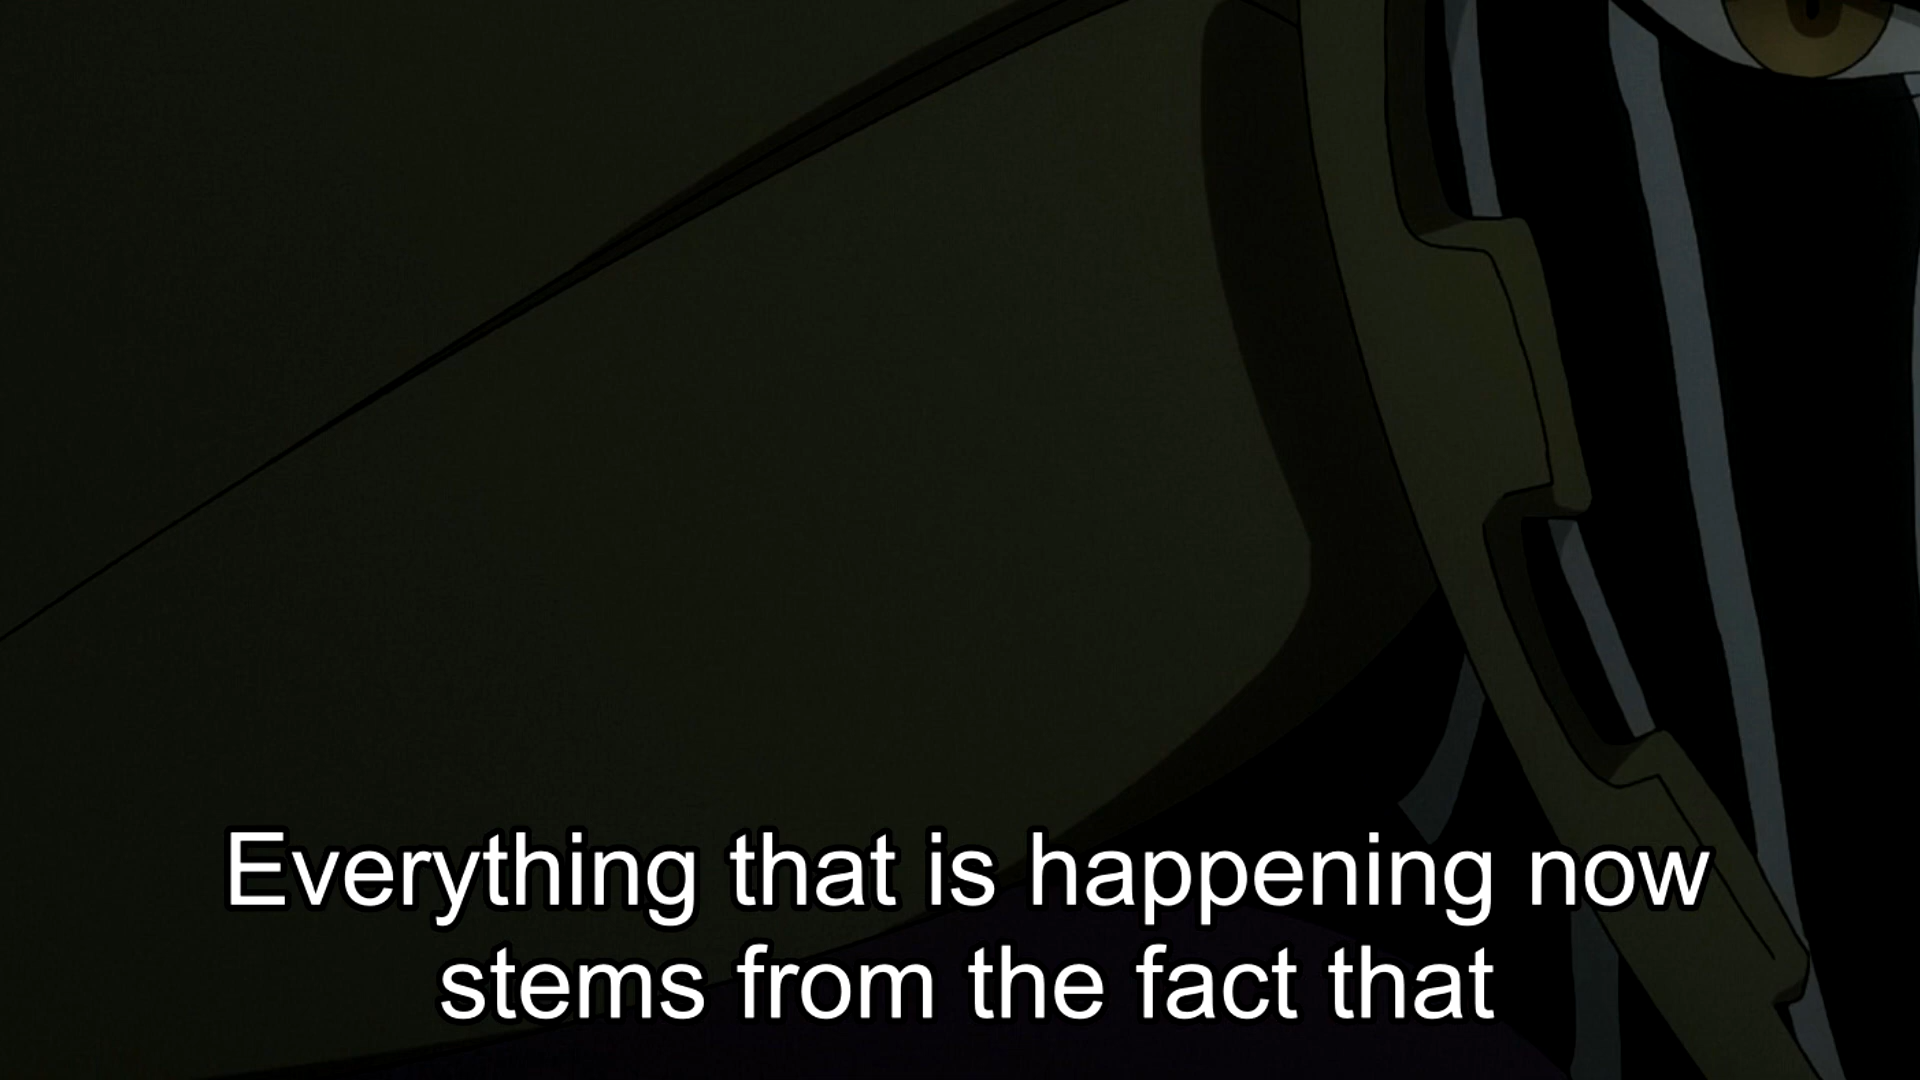 Everything that is happening now
stems from the fact that